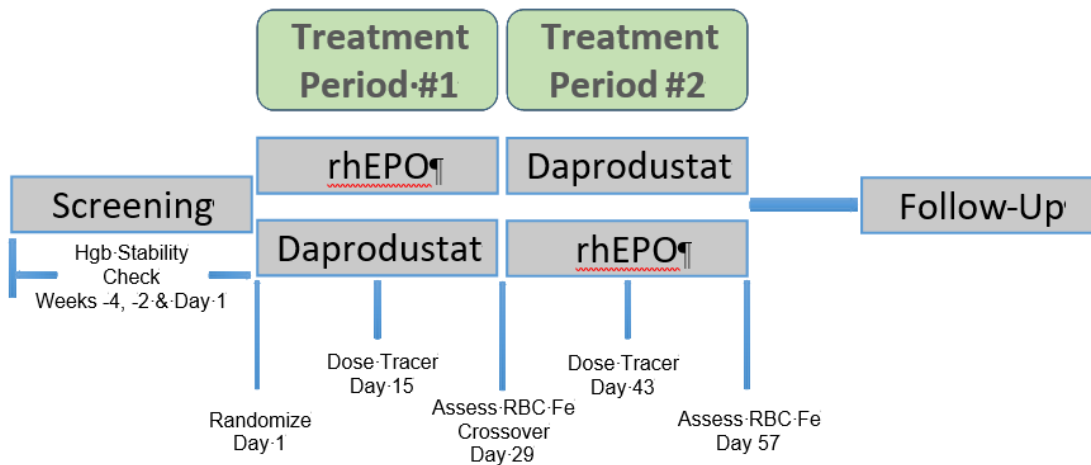 Treatment
Period·#1
Treatment
Period #2
rhEPO¶
Daprodustat
Screening
Follow-Up
Daprodustat
rhEPO¶
Hgb·Stability
Check
Weeks -4, -2·&·Day·1
Dose·Tracer
Day·15
Dose·Tracer
Day·43
Randomize
Day·1
Assess·RBC·Fe
Crossover
Day·29
Assess·RBC·Fe
Day 57